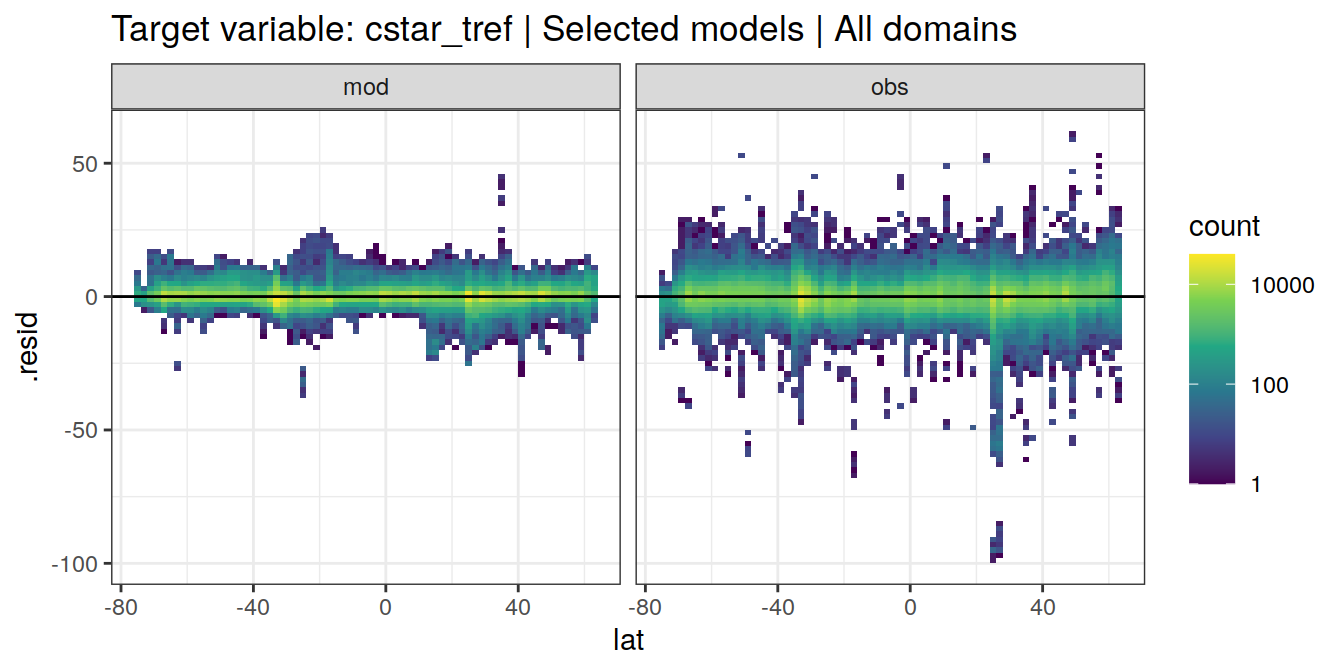 Target variable: cstar_tref | Selected models | All domains
mod
obs
50
0
-50
-100
.resid
-80
-40
0
40
-80
-40
0
40
lat
count
10000
100
1